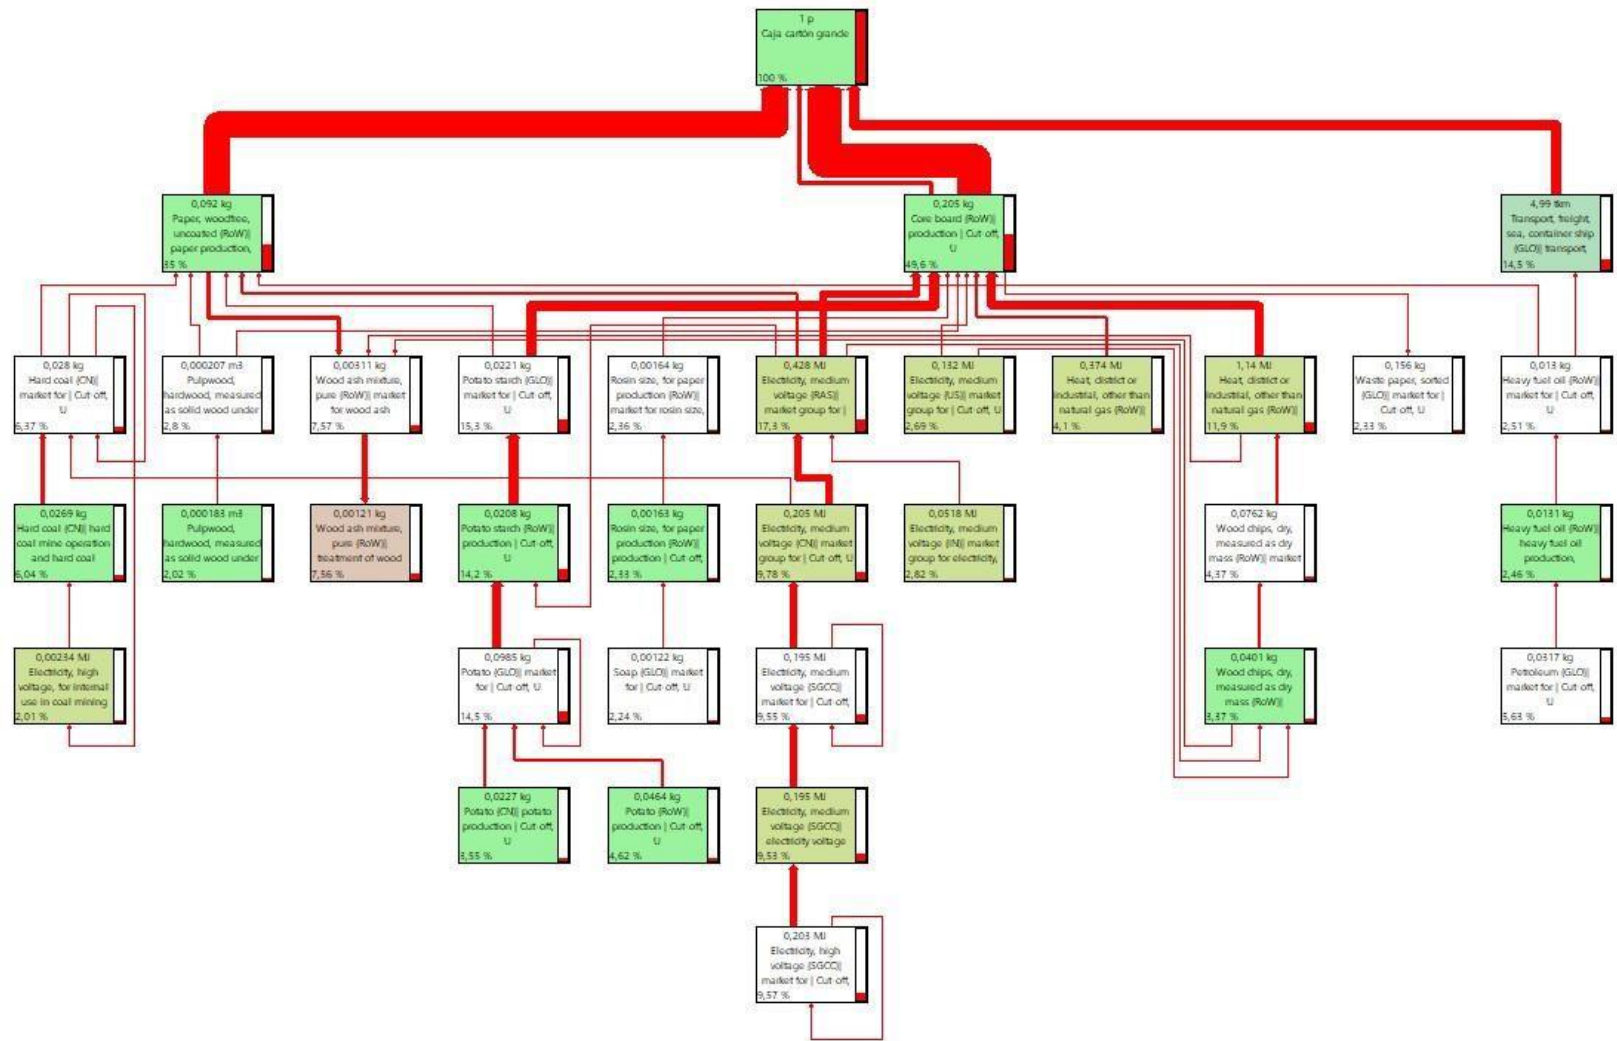 1 p
Caja cartón grande
100 %
0,092 kg
Paper, woodfree,
uncoated {RoW}|
paper production,
35 %
0,205 kg
Core board {RoW}|
production | Cut-off,
U
49,6 %
4,99 tkm
Transport, freight,
sea, container ship
{GLO}| transport,
14,5 %
0,028 kg
Hard coal {CN}|
market for | Cut-off,
U
6,37 %
0,000207 m3
Pulpwood,
hardwood, measured
as solid wood under
2,8 %
0,00311 kg
Wood ash mixture,
pure {RoW}| market
for wood ash
7,57 %
0,0221 kg
Potato starch {GLO}|
market for | Cut-off,
U
15,3 %
0,00164 kg
Rosin size, for paper
production {RoW}|
market for rosin size,
2,36 %
0,428 MJ
Electricity, medium
voltage {RAS}|
market group for |
17,3 %
0,132 MJ
Electricity, medium
voltage {US}| market
group for | Cut-off, U
2,69 %
0,374 MJ
Heat, district or
industrial, other than
natural gas {RoW}|
4,1 %
1,14 MJ
Heat, district or
industrial, other than
natural gas {RoW}|
11,9 %
0,156 kg
Waste paper, sorted
{GLO}| market for |
Cut-off, U
2,33 %
0,013 kg
Heavy fuel oil {RoW}|
market for | Cut-off,
U
2,51 %
0,0269 kg
Hard coal {CN}| hard
coal mine operation
and hard coal
6,04 %
0,000183 m3
Pulpwood,
hardwood, measured
as solid wood under
2,02 %
0,00121 kg
Wood ash mixture,
pure {RoW}|
treatment of wood
7,56 %
0,0208 kg
Potato starch {RoW}|
production | Cut-off,
U
14,2 %
0,00163 kg
Rosin size, for paper
production {RoW}|
production | Cut-off,
2,33 %
0,205 MJ
Electricity, medium
voltage {CN}| market
group for | Cut-off, U
9,78 %
0,0518 MJ
Electricity, medium
voltage {IN}| market
group for electricity,
2,82 %
0,0762 kg
Wood chips, dry,
measured as dry
mass {RoW}| market
4,37 %
0,0131 kg
Heavy fuel oil {RoW}|
heavy fuel oil
production,
2,46 %
0,00234 MJ
Electricity, high
voltage, for internal
use in coal mining
2,01 %
0,0985 kg
Potato {GLO}| market
for | Cut-off, U
14,5 %
0,00122 kg
Soap {GLO}| market
for | Cut-off, U
2,24 %
0,195 MJ
Electricity, medium
voltage {SGCC}|
market for | Cut-off,
9,55 %
0,0401 kg
Wood chips, dry,
measured as dry
mass {RoW}|
3,37 %
0,0317 kg
Petroleum {GLO}|
market for | Cut-off,
U
5,63 %
0,0227 kg
Potato {CN}| potato
production | Cut-off,
U
3,55 %
0,0464 kg
Potato {RoW}|
production | Cut-off,
U
4,62 %
0,195 MJ
Electricity, medium
voltage {SGCC}|
electricity voltage
9,53 %
0,203 MJ
Electricity, high
voltage {SGCC}|
market for | Cut-off,
9,57 %